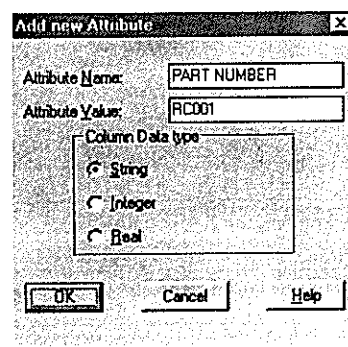 Add new Attribute
Attribute Name: PART NUMBER
Attribute Value: RC001
Column Data type
String
Integer
Real
OK Cancel Help